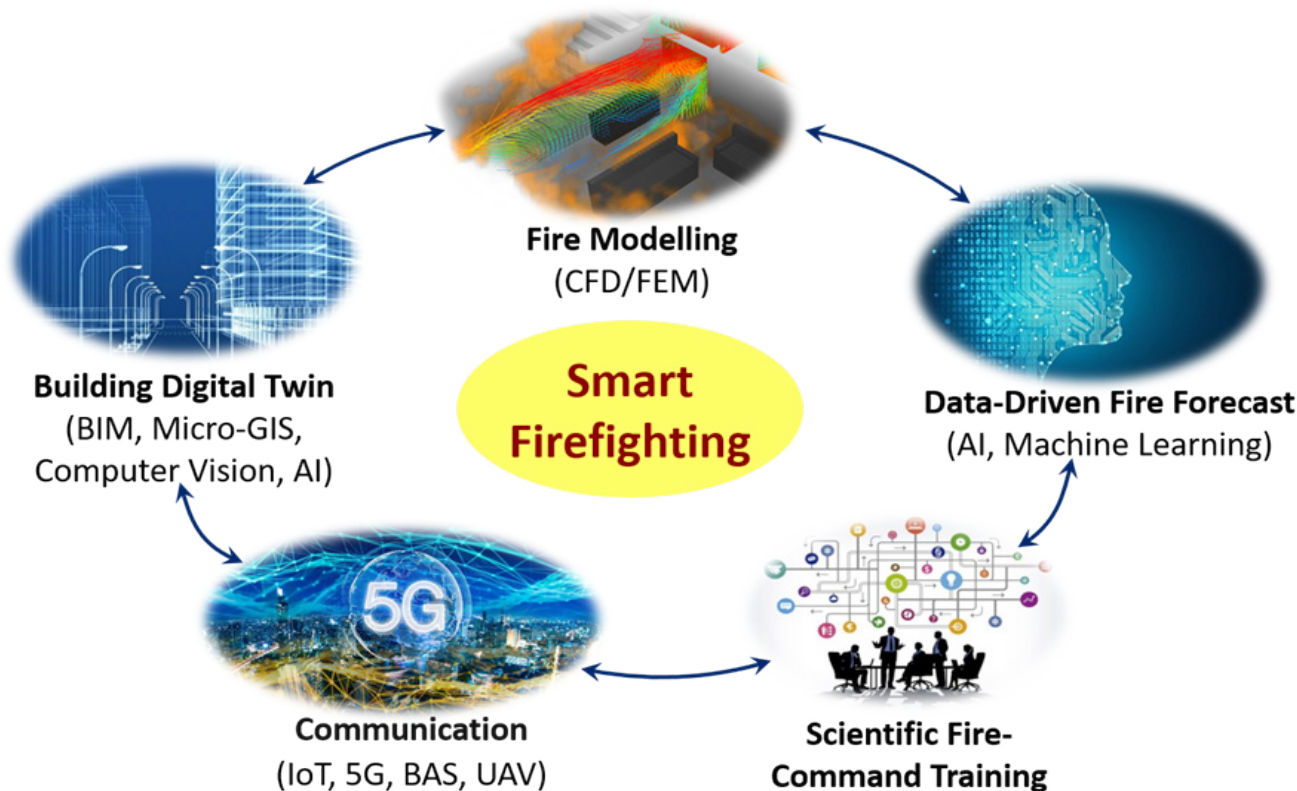 Fire Modelling
(CFD/FEM)
Building Digital Twin
(BIM, Micro-GIS,
Computer Vision, AI)
Smart
Firefighting
Data-Driven Fire Forecast
(AI, Machine Learning)
5G
Communication
(IoT, 5G, BAS, UAV)
Scientific Fire-
Command Training